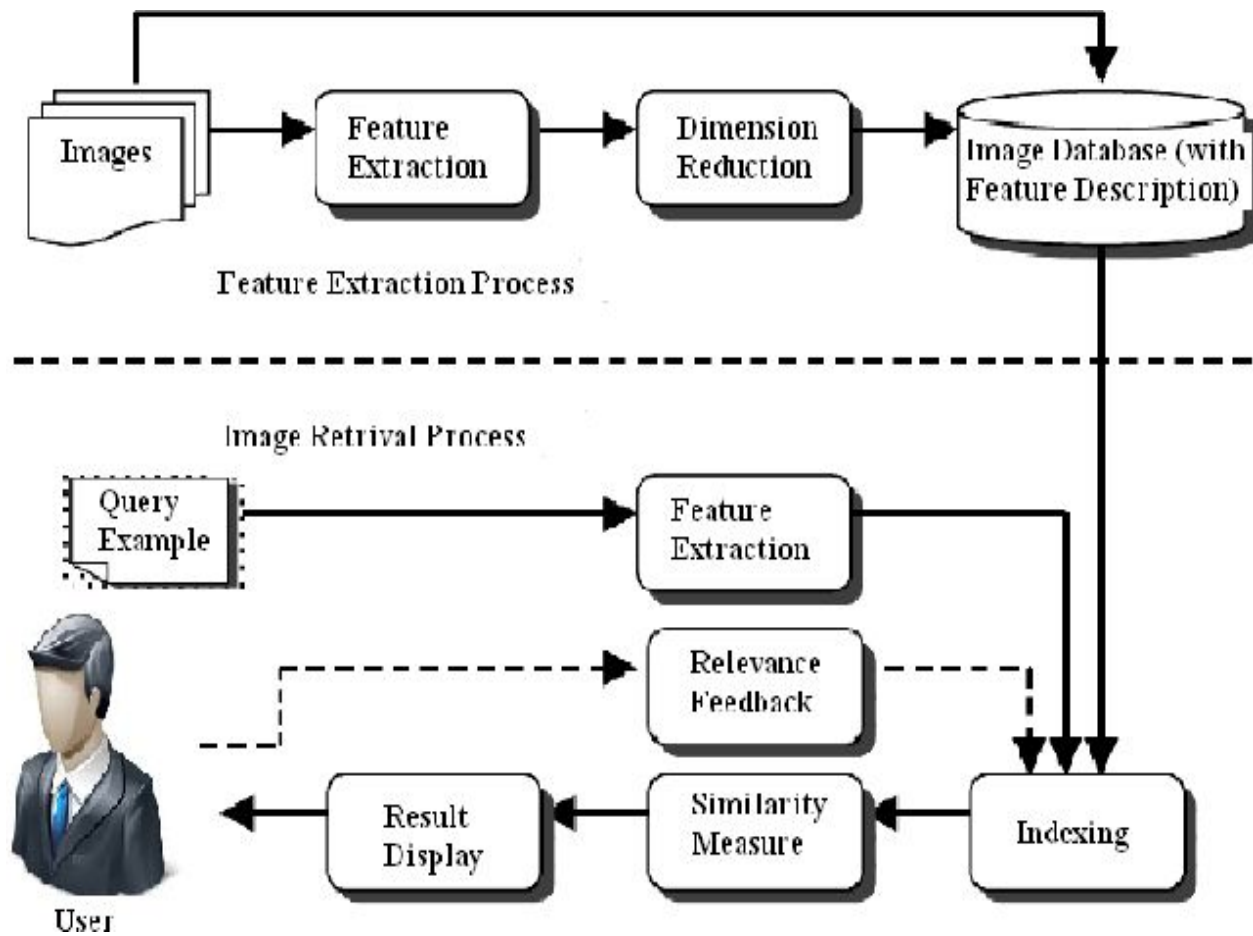 Images
Feature
Extraction
Dimension
Reduction
Image Database (with
Feature Description)
Feature Extraction Process
Image Retrival Process
Query
Example
Feature
Extraction
Relevance
Feedback
Result
Display
Similarity
Measure
Indexing
User